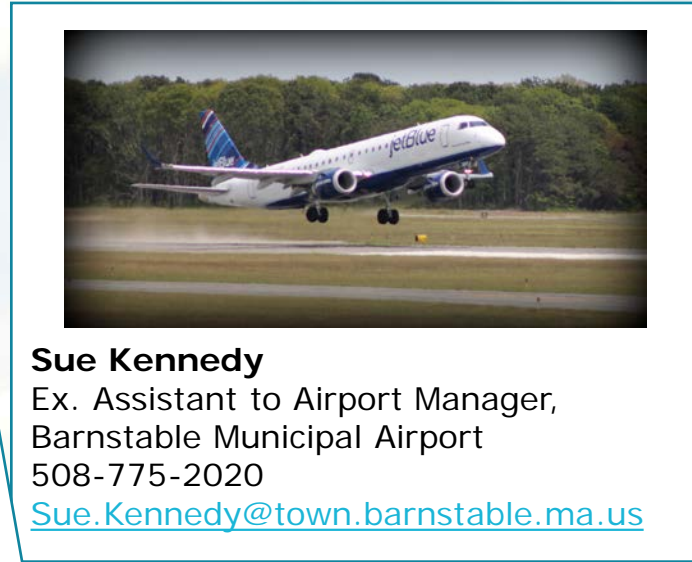 jetBlue
jetBlue
Sue Kennedy
Ex. Assistant to Airport Manager,
Barnstable Municipal Airport
508-775-2020
Sue.Kennedy@town.barnstable.ma.us